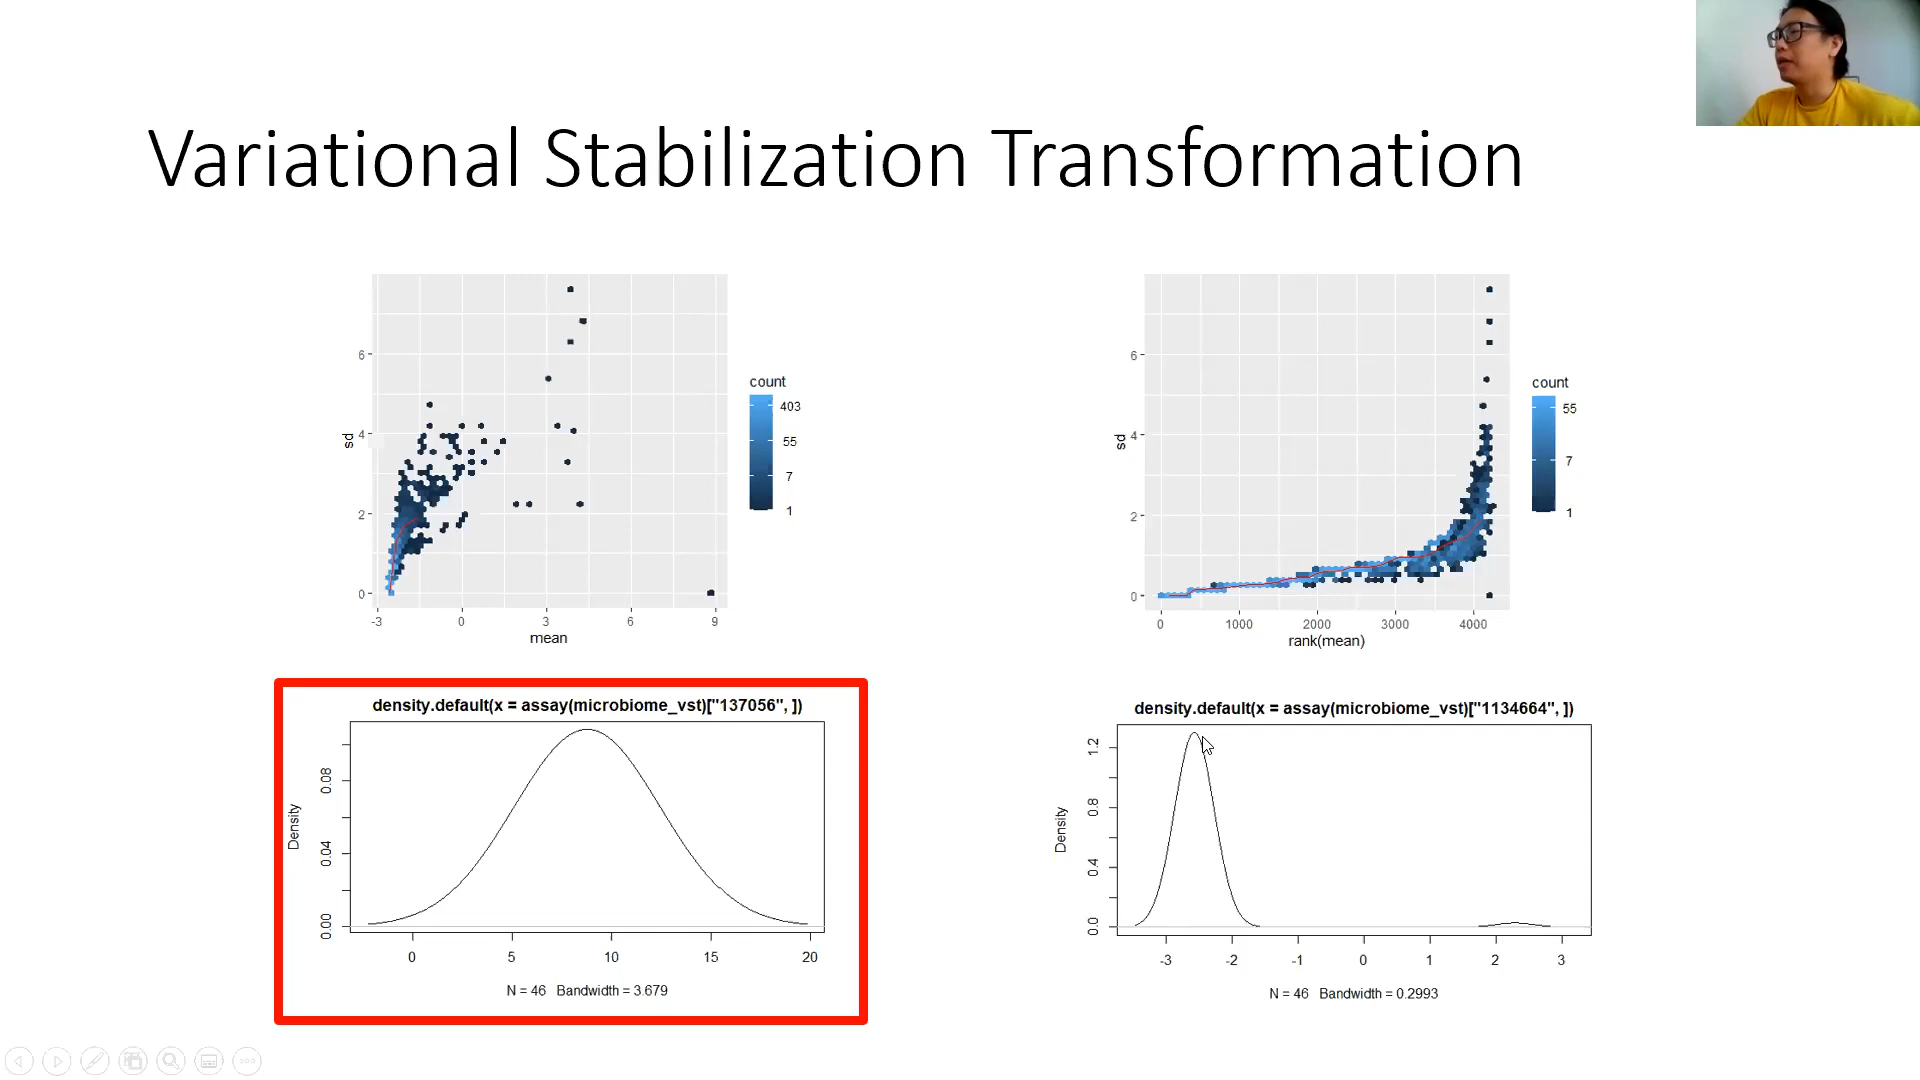 Variational Stabilization Transformation
6
4
2
0
sd
-3 0 3 6 9
mean
count
403
55
7
1
6
4
2
0
sd
0 1000 2000 3000 4000
rank(mean)
count
55
7
1
density.default(x = assay(microbiome_vst)["137056", ])
Density
0.08
0.04
0.00
0 5 10 15 20
N = 46 Bandwidth = 3.679
density.default(x = assay(microbiome_vst)["1134664", ])
Density
1.2
0.8
0.4
0.0
-3 -2 -1 0 1 2 3
N = 46 Bandwidth = 0.2993